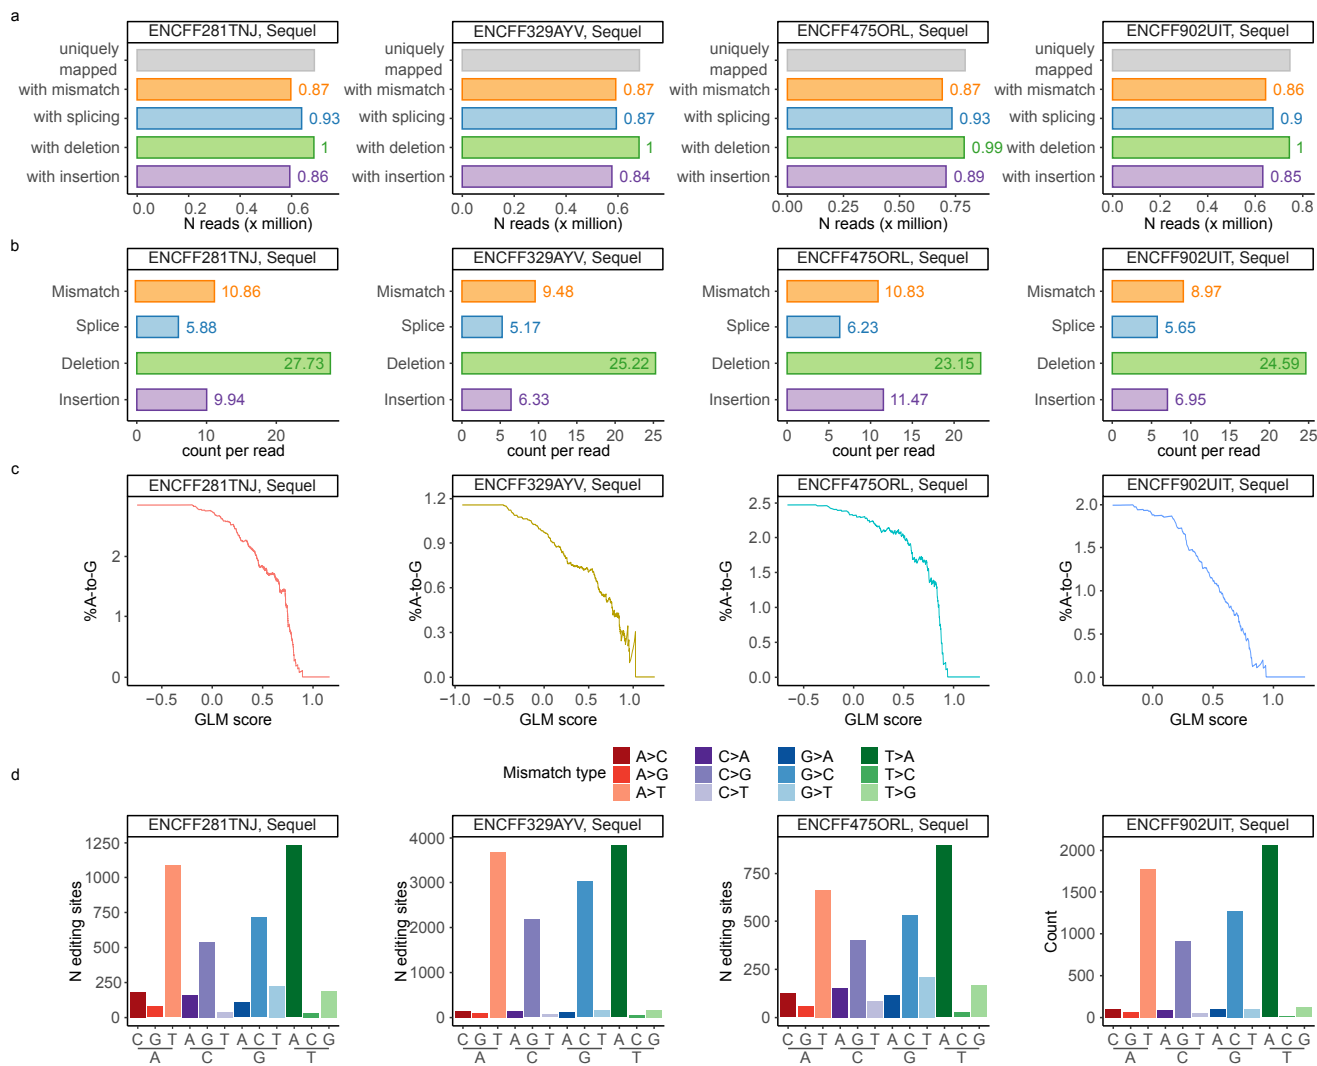 a
ENCFF281TNJ, Sequel
uniquely
mapped
with mismatch
with splicing
with deletion
with insertion
0.87
0.93
1
0.86
0.0 0.2 0.4 0.6
N reads (x million)
ENCFF329AYV, Sequel
uniquely
mapped
with mismatch
with splicing
with deletion
with insertion
0.87
0.87
1
0.84
0.0 0.2 0.4 0.6
N reads (x million)
ENCFF475ORL, Sequel
uniquely
mapped
with mismatch
with splicing
with deletion
with insertion
0.87
0.93
0.99
0.89
0.00 0.25 0.50 0.75
N reads (x million)
ENCFF902UIT, Sequel
uniquely
mapped
with mismatch
with splicing
with deletion
with insertion
0.86
0.9
1
0.85
0.0 0.2 0.4 0.6 0.8
N reads (x million)
b
ENCFF281TNJ, Sequel
Mismatch
Splice
Deletion
Insertion
10.86
5.88
27.73
9.94
0 10 20
count per read
ENCFF329AYV, Sequel
Mismatch
Splice
Deletion
Insertion
9.48
5.17
25.22
6.33
0 5 10 15 20 25
count per read
ENCFF475ORL, Sequel
Mismatch
Splice
Deletion
Insertion
10.83
6.23
23.15
11.47
0 5 10 15 20
count per read
ENCFF902UIT, Sequel
Mismatch
Splice
Deletion
Insertion
8.97
5.65
24.59
6.95
0 5 10 15 20 25
count per read
c
ENCFF281TNJ, Sequel
%A-to-G
2
1
0
−0.5 0.0 0.5 1.0
GLM score
ENCFF329AYV, Sequel
%A-to-G
1.2
0.9
0.6
0.3
0.0
−1.0 −0.5 0.0 0.5 1.0
GLM score
ENCFF475ORL, Sequel
%A-to-G
2.5
2.0
1.5
1.0
0.5
0.0
−0.5 0.0 0.5 1.0
GLM score
ENCFF902UIT, Sequel
%A-to-G
2.0
1.5
1.0
0.5
0.0
0.0 0.5 1.0
GLM score
d
Mismatch type
A>C C>A G>A T>A
A>G C>G G>C T>C
A>T C>T G>T T>G
ENCFF281TNJ, Sequel
N editing sites
1250
1000
750
500
250
0
C G T A G T A C T A C G
A C G T
ENCFF329AYV, Sequel
N editing sites
4000
3000
2000
1000
0
C G T A G T A C T A C G
A C G T
ENCFF475ORL, Sequel
N editing sites
750
500
250
0
C G T A G T A C T A C G
A C G T
ENCFF902UIT, Sequel
Count
2000
1500
1000
500
0
C G T A G T A C T A C G
A C G T